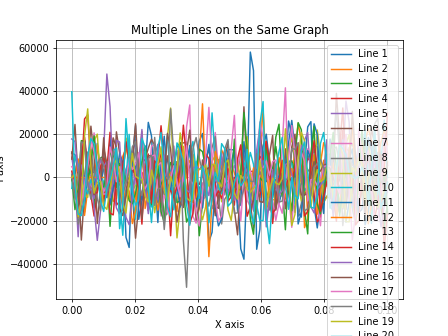 Multiple Lines on the Same Graph
60000
40000
20000
0
−20000
−40000
0.00
0.02
0.04
0.06
X axis
axis
Line 1
Line 2
Line 3
Line 4
Line 5
Line 6
Line 7
Line 8
Line 9
Line 10
Line 11
Line 12
Line 13
Line 14
Line 15
Line 16
Line 17
Line 18
Line 19
Line 20